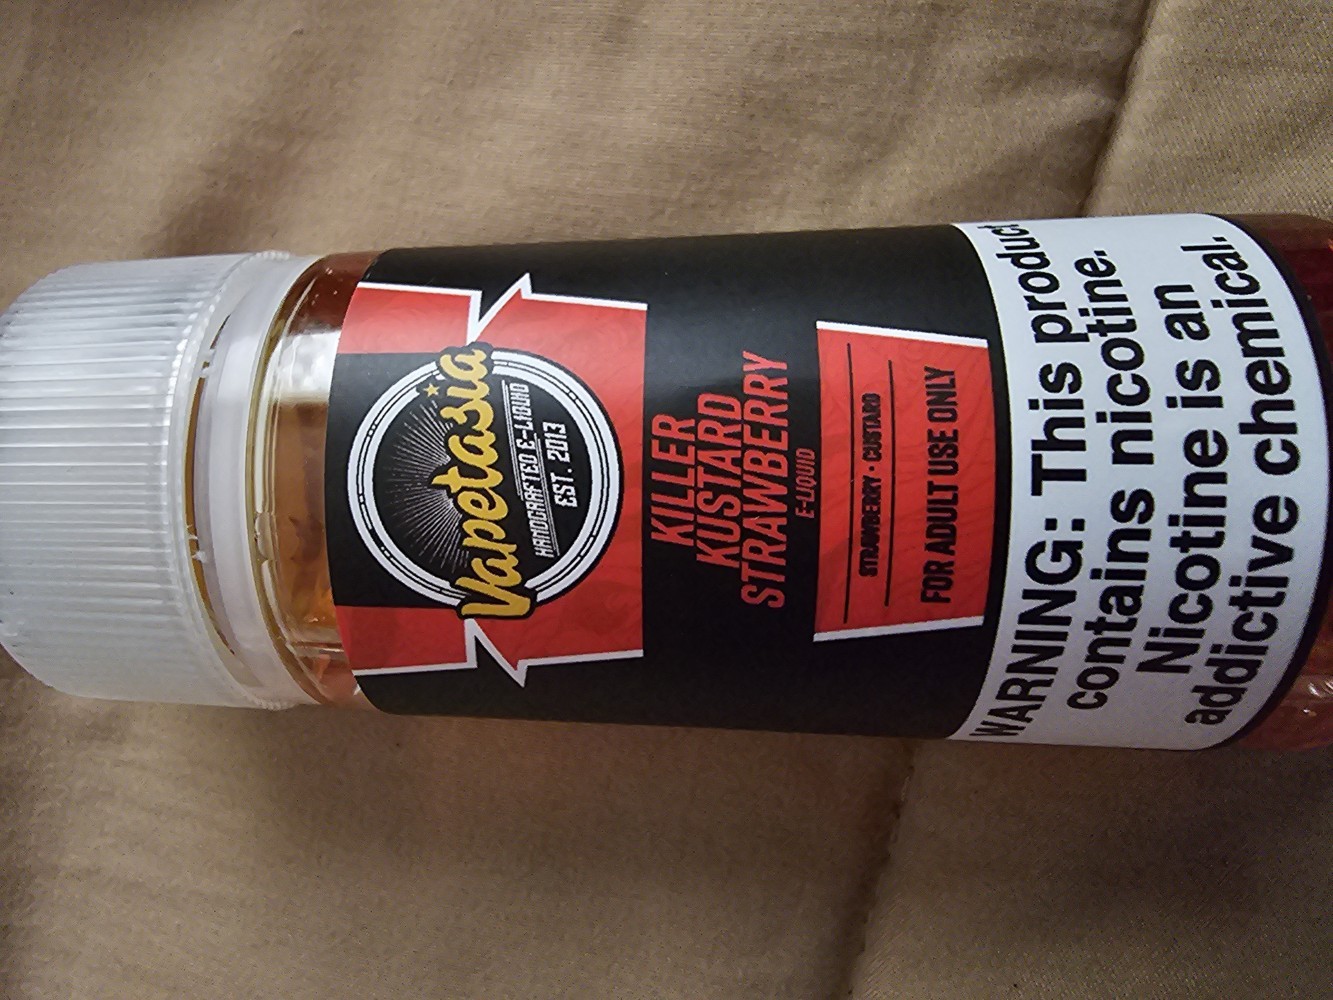 Vapetasia
HANDCRAFTED E-LIQUID
EST. 2013
KILLER
KUSTARD
STRAWBERRY
E-LIQUID
STRAWBERRY · CUSTARD
FOR ADULT USE ONLY
WARNING: This product
contains nicotine.
Nicotine is an
addictive chemical.